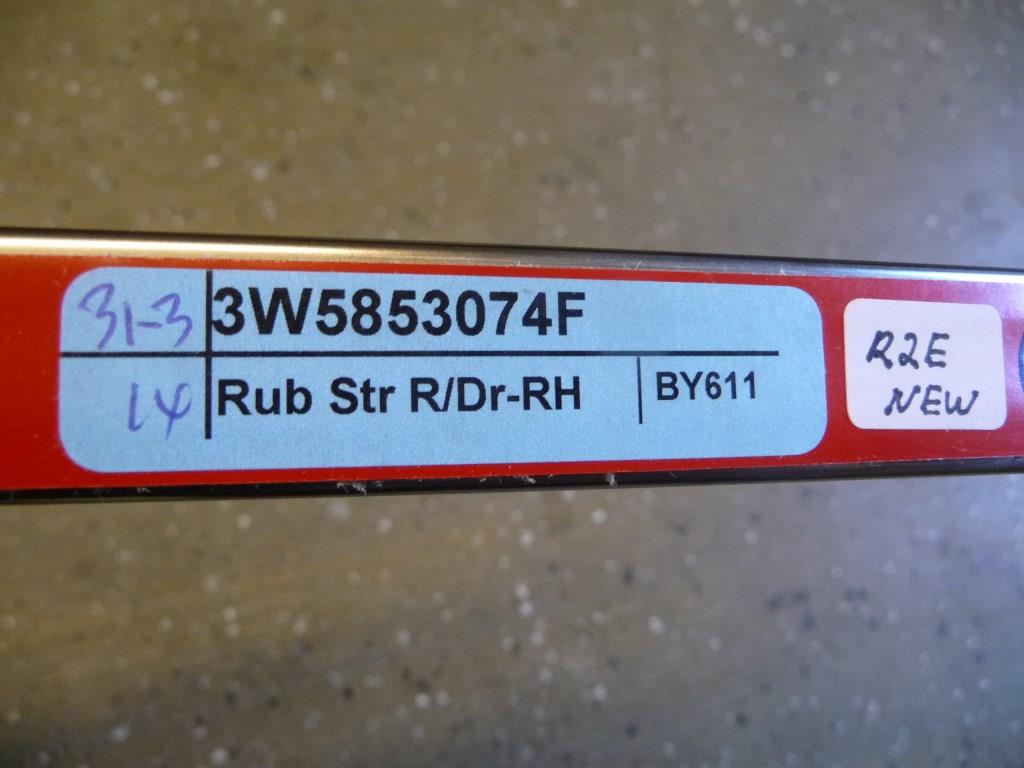 31-3 3W5853074F
14 Rub Str R/Dr-RH BY611
R2E
NEW